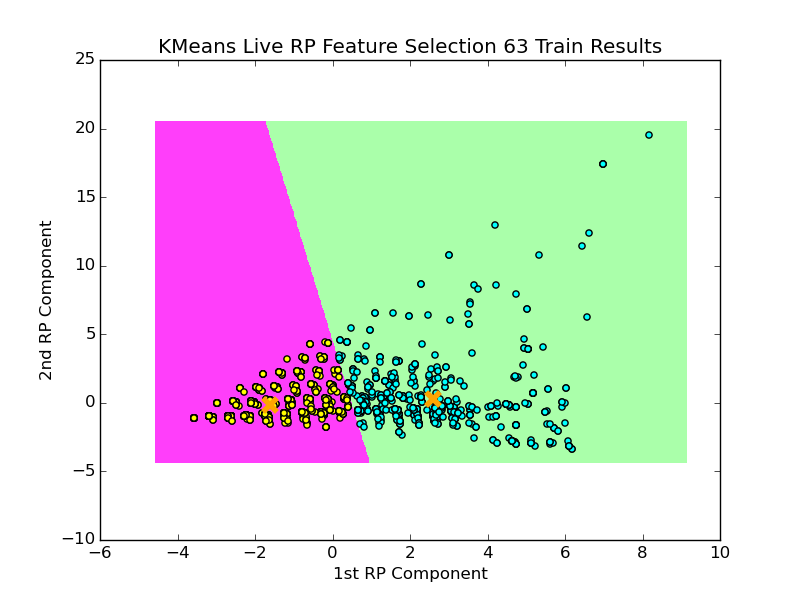 KMeans Live RP Feature Selection 63 Train Results
25
20
15
10
5
0
−5
−10
2nd RP Component
−6 −4 −2 0 2 4 6 8 10
1st RP Component